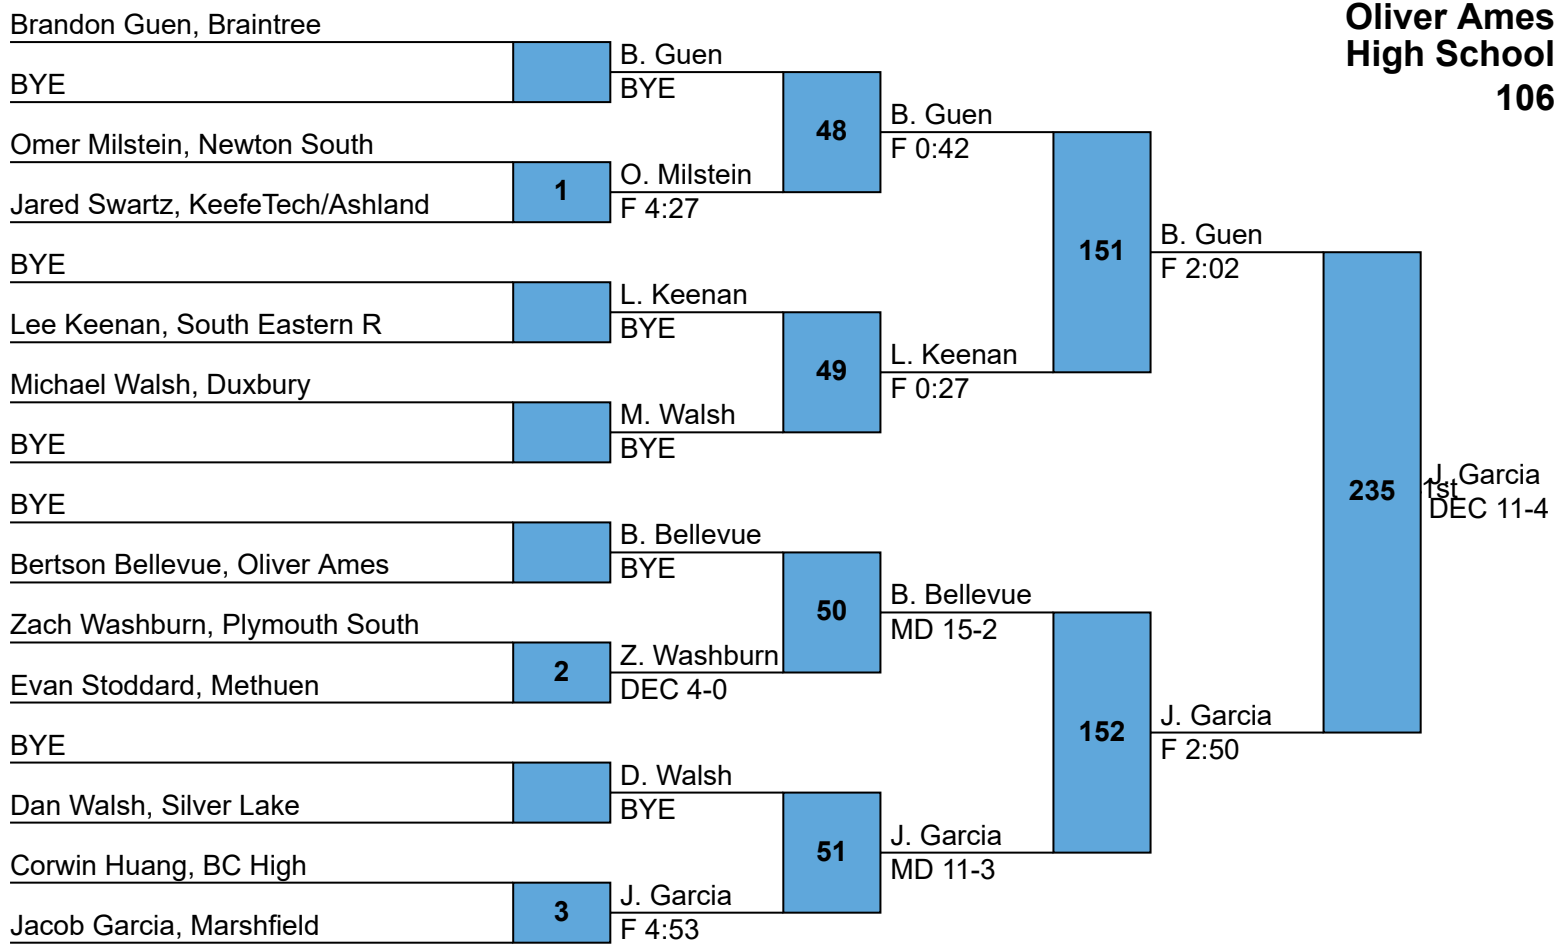 Oliver Ames
High School
106
Brandon Guen, Braintree
BYE
Omer Milstein, Newton South
Jared Swartz, KeefeTech/Ashland
BYE
Lee Keenan, South Eastern R
Michael Walsh, Duxbury
BYE
BYE
Bertson Bellevue, Oliver Ames
Zach Washburn, Plymouth South
Evan Stoddard, Methuen
BYE
Dan Walsh, Silver Lake
Corwin Huang, BC High
Jacob Garcia, Marshfield
1
2
3
B. Guen
BYE
O. Milstein
F 4:27
L. Keenan
BYE
M. Walsh
BYE
B. Bellevue
BYE
Z. Washburn
DEC 4-0
D. Walsh
BYE
J. Garcia
F 4:53
48
49
50
51
B. Guen
F 0:42
L. Keenan
F 0:27
B. Bellevue
MD 15-2
J. Garcia
MD 11-3
151
152
B. Guen
F 2:02
J. Garcia
F 2:50
235
J. Garcia
1st
DEC 11-4